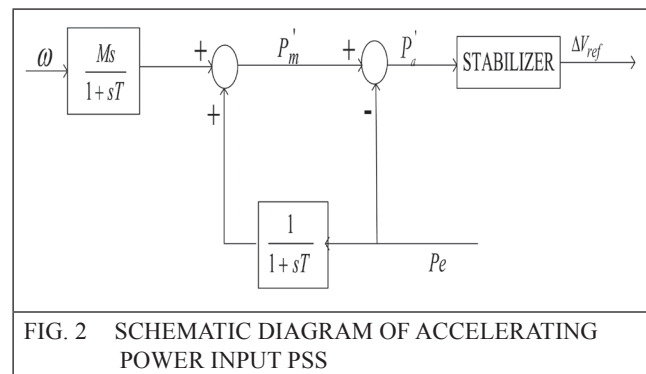 ω
Ms
1+sT
+
P'm
+
P'a
STABILIZER
ΔVref
+
-
1
1+sT
Pe
FIG. 2 SCHEMATIC DIAGRAM OF ACCELERATING
POWER INPUT PSS